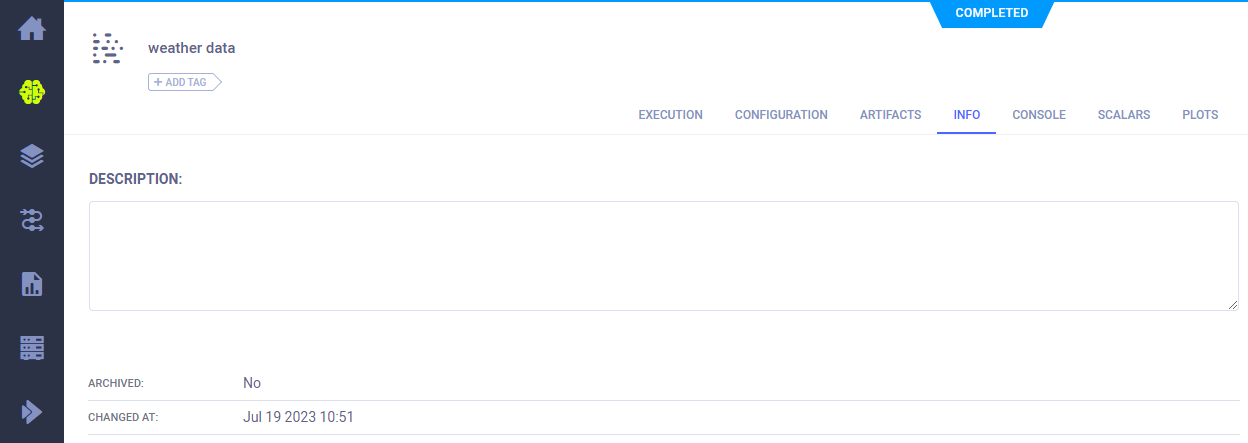 COMPLETED
weather data
+ ADD TAG
EXECUTION CONFIGURATION ARTIFACTS INFO CONSOLE SCALARS PLOTS
DESCRIPTION:
ARCHIVED: No
CHANGED AT: Jul 19 2023 10:51